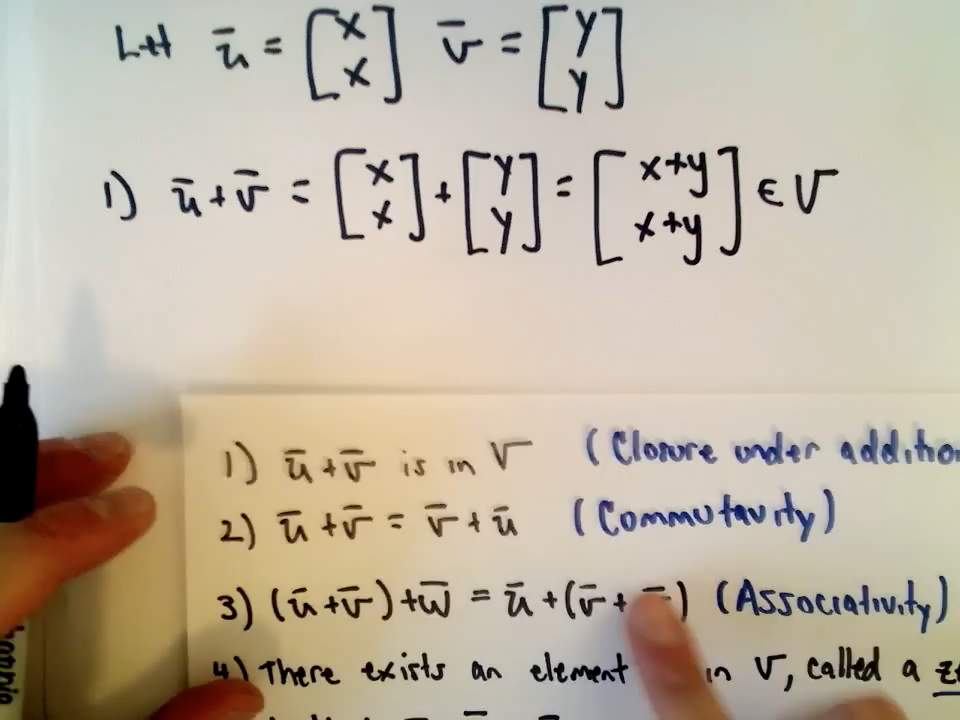 Let ū = [x x] v̄ = [y y]
1) ū + v̄ = [x x] + [y y] = [x+y x+y] ∈ V
1) ū + v̄ is in V (Closure under addition
2) ū + v̄ = v̄ + ū (Commutavity)
3) (ū + v̄) + w̄ = ū + (v̄ + ) (Associativity)
4) There exists an element in V, called a